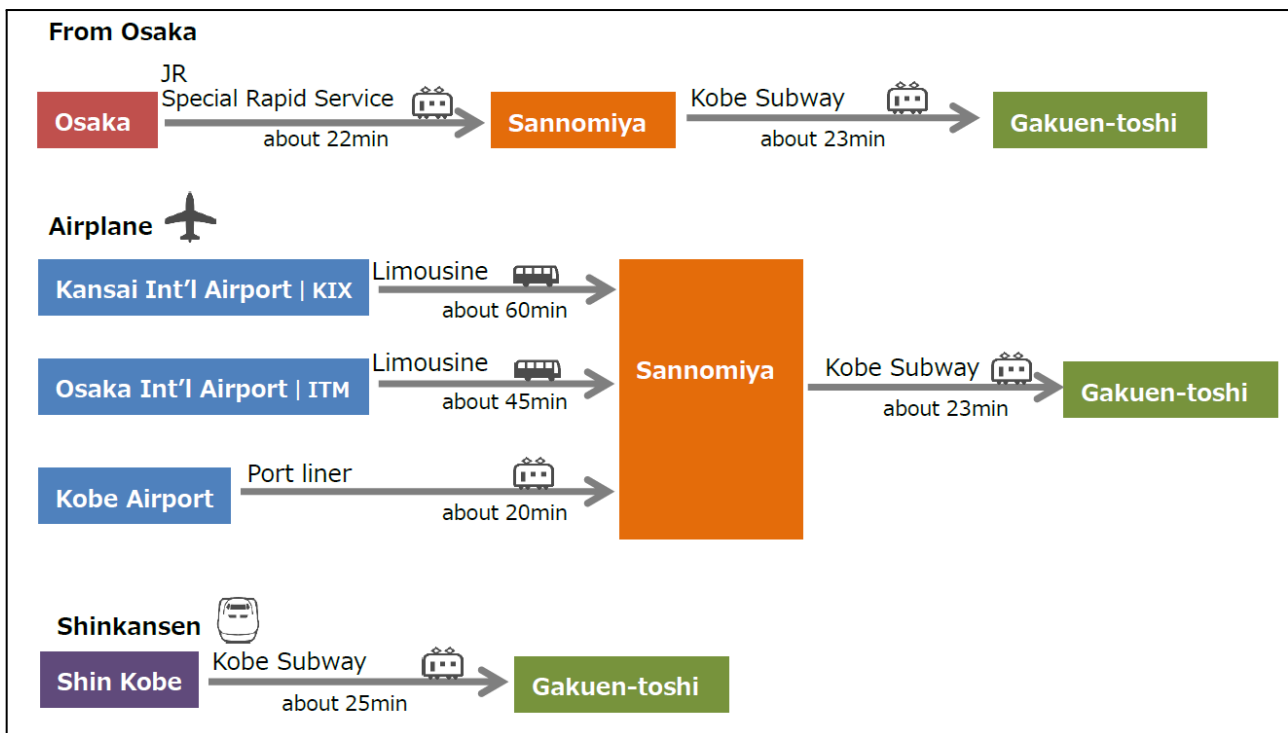 From Osaka
JR
Special Rapid Service
Osaka
about 22min
Sannomiya
Kobe Subway
about 23min
Gakuen-toshi
Airplane
Kansai Int’l Airport | KIX
Limousine
about 60min
Osaka Int’l Airport | ITM
Limousine
about 45min
Kobe Airport
Port liner
about 20min
Sannomiya
Kobe Subway
about 23min
Gakuen-toshi
Shinkansen
Shin Kobe
Kobe Subway
about 25min
Gakuen-toshi